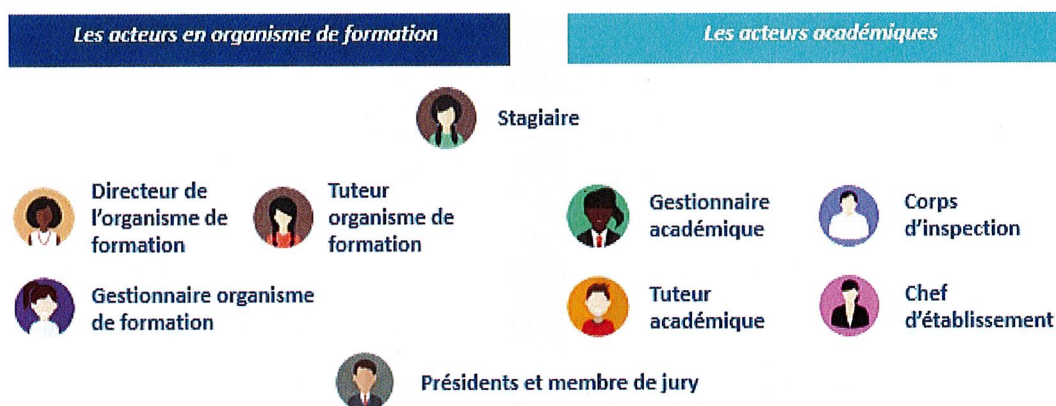 Les acteurs en organisme de formation
Les acteurs académiques
Stagiaire
Directeur de
l'organisme de
formation
Tuteur
organisme de
formation
Gestionnaire organisme
de formation
Gestionnaire
académique
Corps
d'inspection
Tuteur
académique
Chef
d'établissement
Présidents et membre de jury